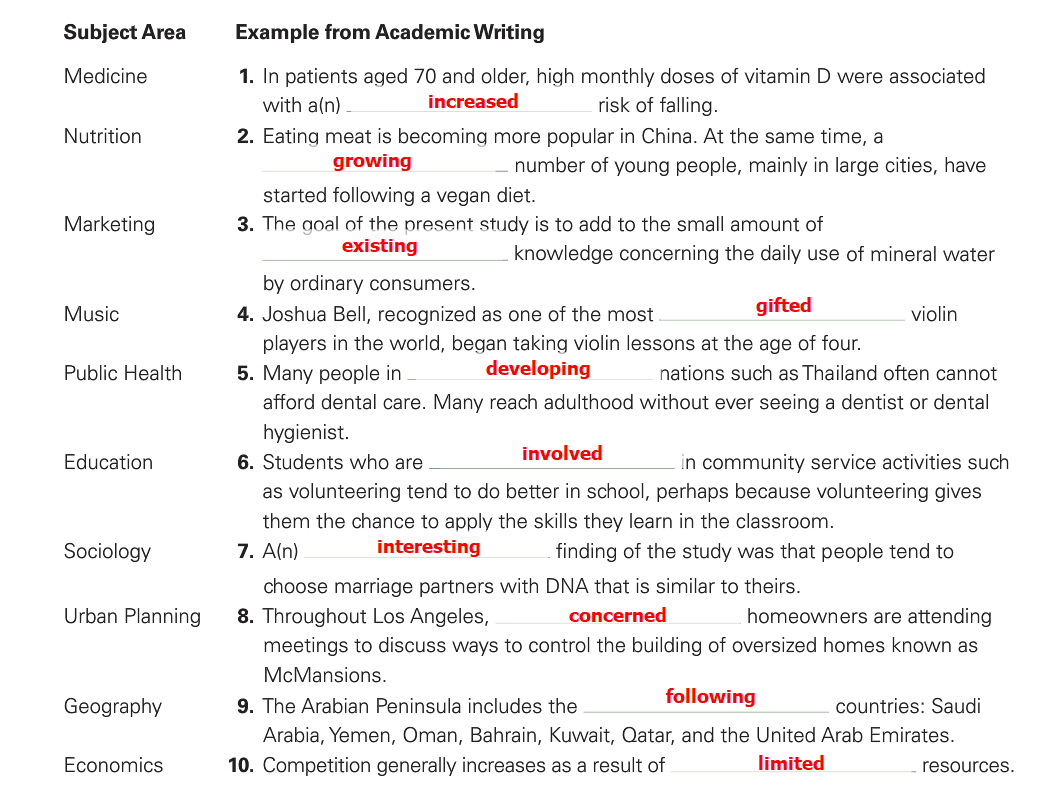 Subject Area Example from Academic Writing
Medicine 1. In patients aged 70 and older, high monthly doses of vitamin D were associated
with a(n) increased risk of falling.
Nutrition 2. Eating meat is becoming more popular in China. At the same time, a
growing number of young people, mainly in large cities, have
started following a vegan diet.
Marketing 3. The goal of the present study is to add to the small amount of
existing knowledge concerning the daily use of mineral water
by ordinary consumers.
Music 4. Joshua Bell, recognized as one of the most gifted violin
players in the world, began taking violin lessons at the age of four.
Public Health 5. Many people in developing nations such as Thailand often cannot
afford dental care. Many reach adulthood without ever seeing a dentist or dental
hygienist.
Education 6. Students who are involved in community service activities such
as volunteering tend to do better in school, perhaps because volunteering gives
them the chance to apply the skills they learn in the classroom.
Sociology 7. A(n) interesting finding of the study was that people tend to
choose marriage partners with DNA that is similar to theirs.
Urban Planning 8. Throughout Los Angeles, concerned homeowners are attending
meetings to discuss ways to control the building of oversized homes known as
McMansions.
Geography 9. The Arabian Peninsula includes the following countries: Saudi
Arabia, Yemen, Oman, Bahrain, Kuwait, Qatar, and the United Arab Emirates.
Economics 10. Competition generally increases as a result of limited resources.